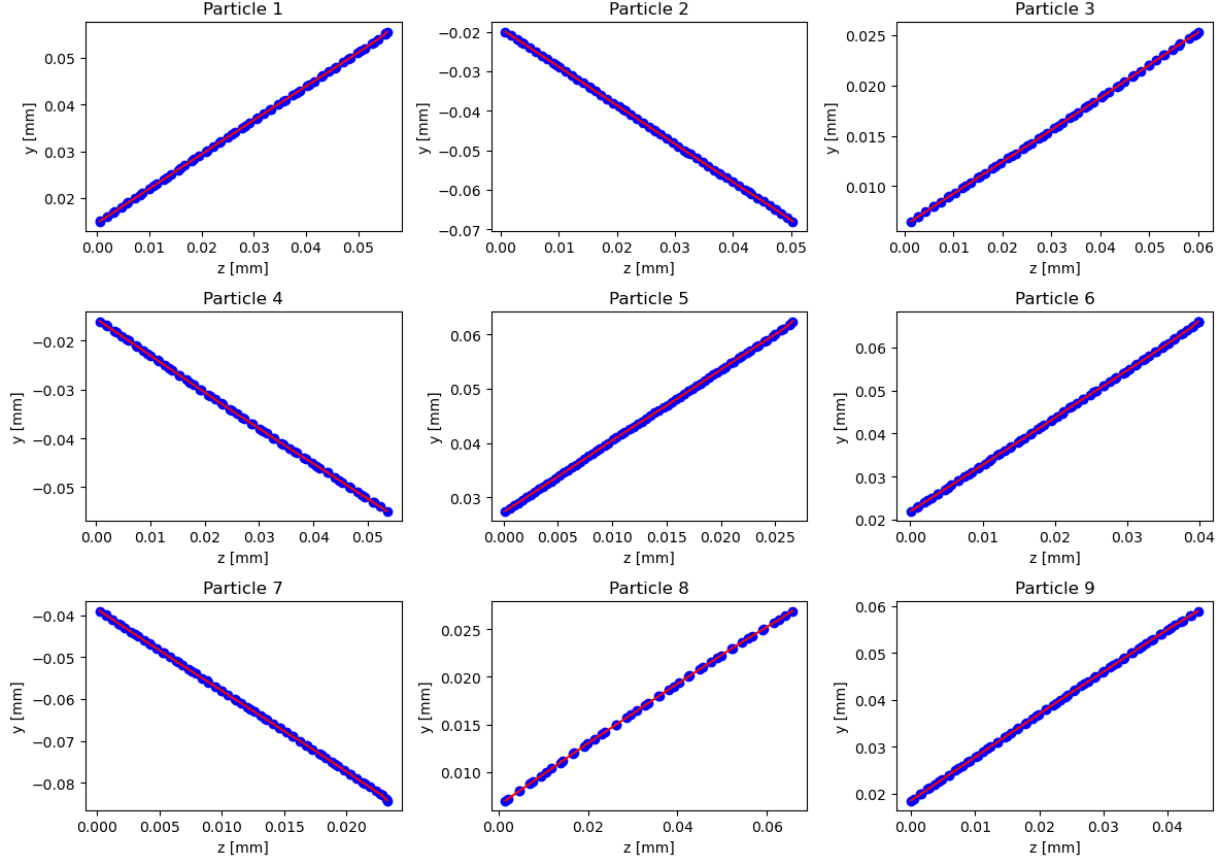 Particle 1
0.05
0.04
0.03
0.02
y [mm]
0.00 0.01 0.02 0.03 0.04 0.05
z [mm]
Particle 2
−0.02
−0.03
−0.04
−0.05
−0.06
−0.07
y [mm]
0.00 0.01 0.02 0.03 0.04 0.05
z [mm]
Particle 3
0.025
0.020
0.015
0.010
y [mm]
0.00 0.01 0.02 0.03 0.04 0.05 0.06
z [mm]
Particle 4
−0.02
−0.03
−0.04
−0.05
y [mm]
0.00 0.01 0.02 0.03 0.04 0.05
z [mm]
Particle 5
0.06
0.05
0.04
0.03
y [mm]
0.000 0.005 0.010 0.015 0.020 0.025
z [mm]
Particle 6
0.06
0.05
0.04
0.03
0.02
y [mm]
0.00 0.01 0.02 0.03 0.04
z [mm]
Particle 7
−0.04
−0.05
−0.06
−0.07
−0.08
y [mm]
0.000 0.005 0.010 0.015 0.020
z [mm]
Particle 8
0.025
0.020
0.015
0.010
y [mm]
0.00 0.02 0.04 0.06
z [mm]
Particle 9
0.06
0.05
0.04
0.03
0.02
y [mm]
0.00 0.01 0.02 0.03 0.04
z [mm]